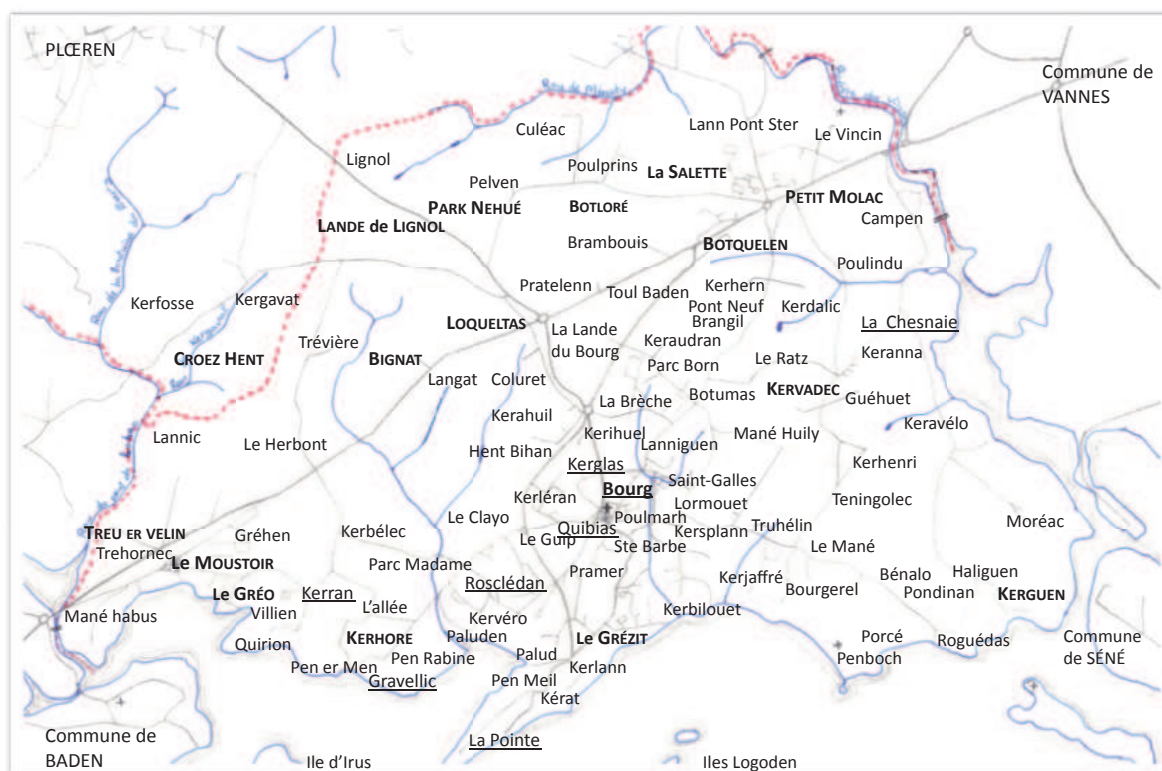 PLŒREN
Commune de
VANNES
Culéac
Lann Pont Ster
Le Vincin
Lignol
Poulprins
LA SALETTE
Pelven
PARK NEHUÉ
BOTLORÉ
PETIT MOLAC
LANDE de LIGNOL
Campen
Brambouis
BOTQUELEN
Poulindu
Kerfosse
Kergavat
Pratelenn
Toul Baden
Kerhern
Pont Neuf
Kerdalic
Brangil
La Chesnaie
LOQUELTAS
La Lande
du Bourg
Trévière
Keraudran
CROEZ HENT
BIGNAT
Parc Born
Le Ratz
Keranna
Langat
Coluret
Botumas
KERVADEC
Guéhuet
La Brèche
Kerahuil
Keravélo
Lannic
Le Herbont
Kerihuel
Lanniguen
Mané Huily
Hent Bihan
Kerglas
Kerhenri
Saint-Galles
Bourg
Kerléran
Lormouet
Teningolec
Le Clayo
Poulmarh
Moréac
TREU ER VELIN
Gréhen
Kerbélec
Quibias
Kersplann
Truhélin
Le Guip
Ste Barbe
Le Mané
Trehornec
LE MOUSTOIR
Parc Madame
Pramer
Kerjaffré
Bénalo
Haliguen
Rosclédan
Bourgerel
Pondinan
KERGUEN
LE GRÉO
Kerran
L'allée
Kerbilouet
Mané habus
Villien
Kervéro
Quirion
KERHORE
Paluden
LE GRÉZIT
Porcé
Roguédas
Commune
de SÉNÉ
Pen er Men
Pen Rabine
Palud
Kerlann
Penboch
Gravellic
Pen Meil
Kérat
Commune de
BADEN
La Pointe
Ile d'Irus
Iles Logoden